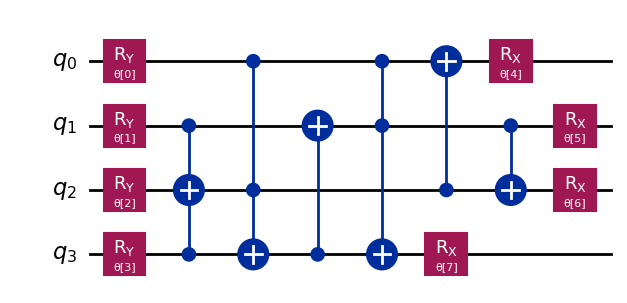 q0 RY θ[0] RX θ[4]
q1 RY θ[1] RX θ[5]
q2 RY θ[2] RX θ[6]
q3 RY θ[3] RX θ[7]